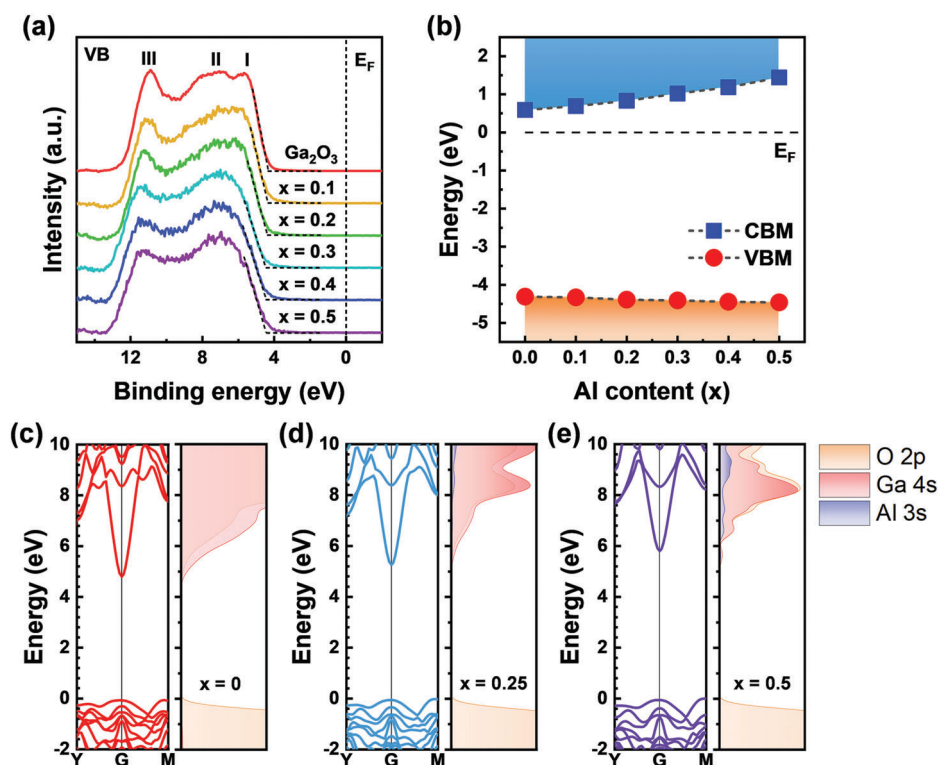 (a)
VB
III
II
I
E_F
Ga₂O₃
x = 0.1
x = 0.2
x = 0.3
x = 0.4
x = 0.5
Intensity (a.u.)
12 8 4 0
Binding energy (eV)
(b)
2
1
0
-1
-2
-3
-4
-5
Energy (eV)
E_F
CBM
VBM
0.0 0.1 0.2 0.3 0.4 0.5
Al content (x)
(c)
10
8
6
4
2
0
-2
Energy (eV)
Y G M
x = 0
(d)
10
8
6
4
2
0
-2
Energy (eV)
Y G M
x = 0.25
(e)
10
8
6
4
2
0
-2
Energy (eV)
Y G M
x = 0.5
O 2p
Ga 4s
Al 3s